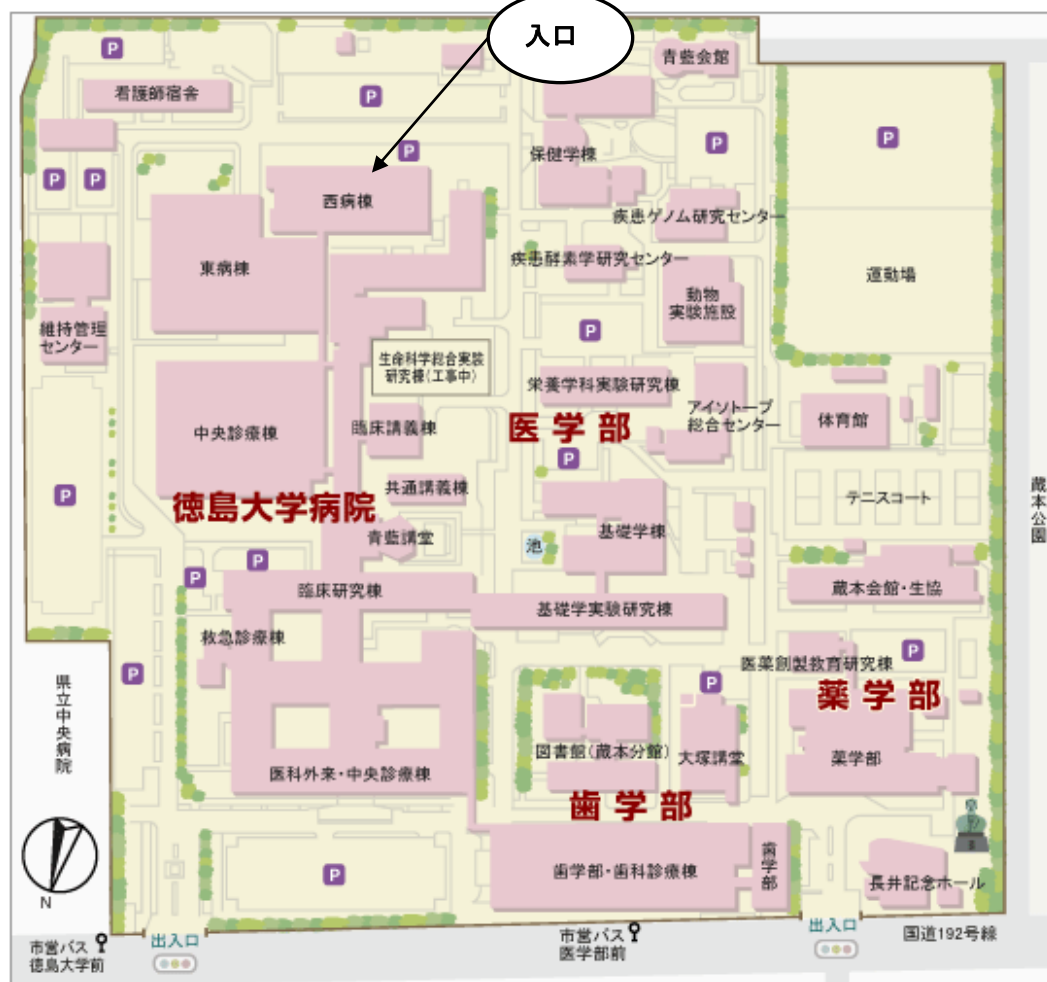 入口
P
青藍会館
看護師宿舎
P
P
P
保健学棟
P
P
P
西病棟
疾患ゲノム研究センター
東病棟
疾患酵素学研究センター
運動場
動物
実験施設
維持管理
センター
P
生命科学総合実験
研究棟(工事中)
栄養学科実験研究棟
アイソトープ
総合センター
体育館
中央診療棟
臨床講義棟
医学部
P
共通講義棟
P
テニスコート
蔵本公園
徳島大学病院
青藍講堂
池
基礎学棟
P
P
臨床研究棟
蔵本会館・生協
基礎学実験研究棟
救急診療棟
P
医薬創製教育研究棟
P
P
薬学部
県立中央病院
図書館(蔵本分館)
大塚講堂
薬学部
医科外来・中央診療棟
歯学部
P
歯学部・歯科診療棟
歯学部
長井記念ホール
N
市営バス
徳島大学前
出入口
市営バス
医学部前
出入口
国道192号線